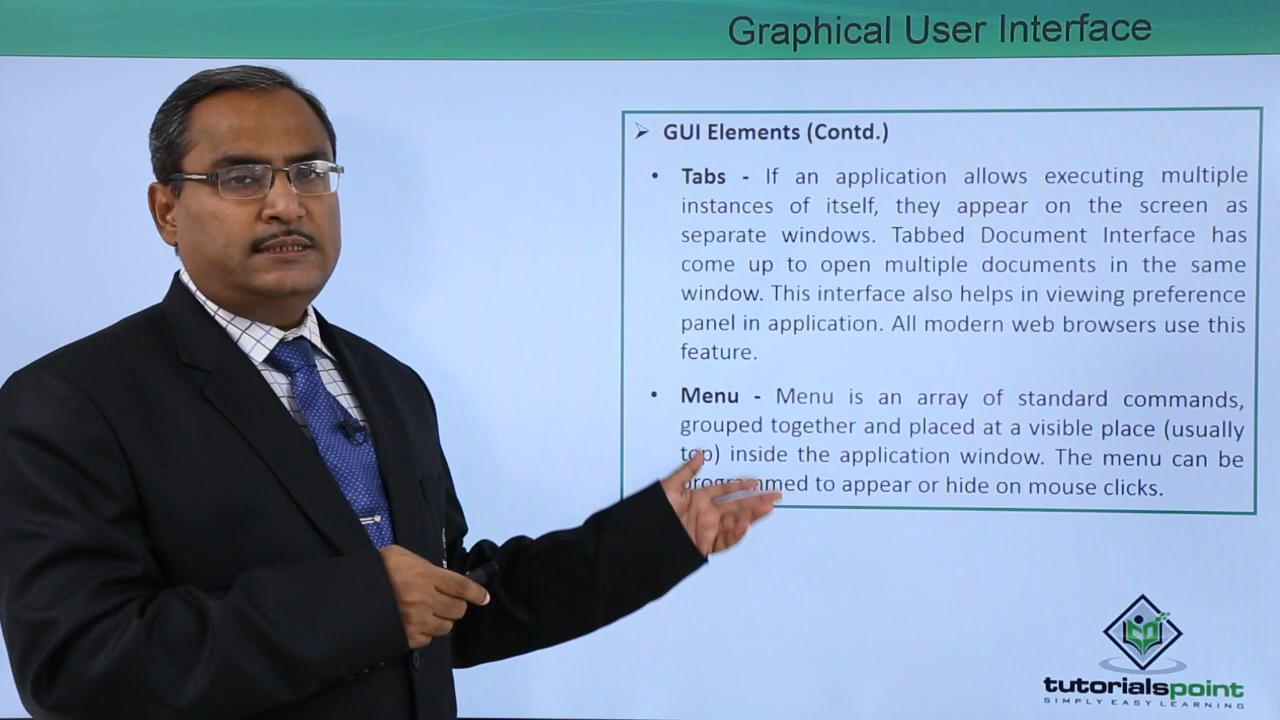 Graphical User Interface
➢ GUI Elements (Contd.)
• Tabs - If an application allows executing multiple
instances of itself, they appear on the screen as
separate windows. Tabbed Document Interface has
come up to open multiple documents in the same
window. This interface also helps in viewing preference
panel in application. All modern web browsers use this
feature.
• Menu - Menu is an array of standard commands,
grouped together and placed at a visible place (usually
top) inside the application window. The menu can be
programmed to appear or hide on mouse clicks.
tutorialspoint
SIMPLY EASY LEARNING